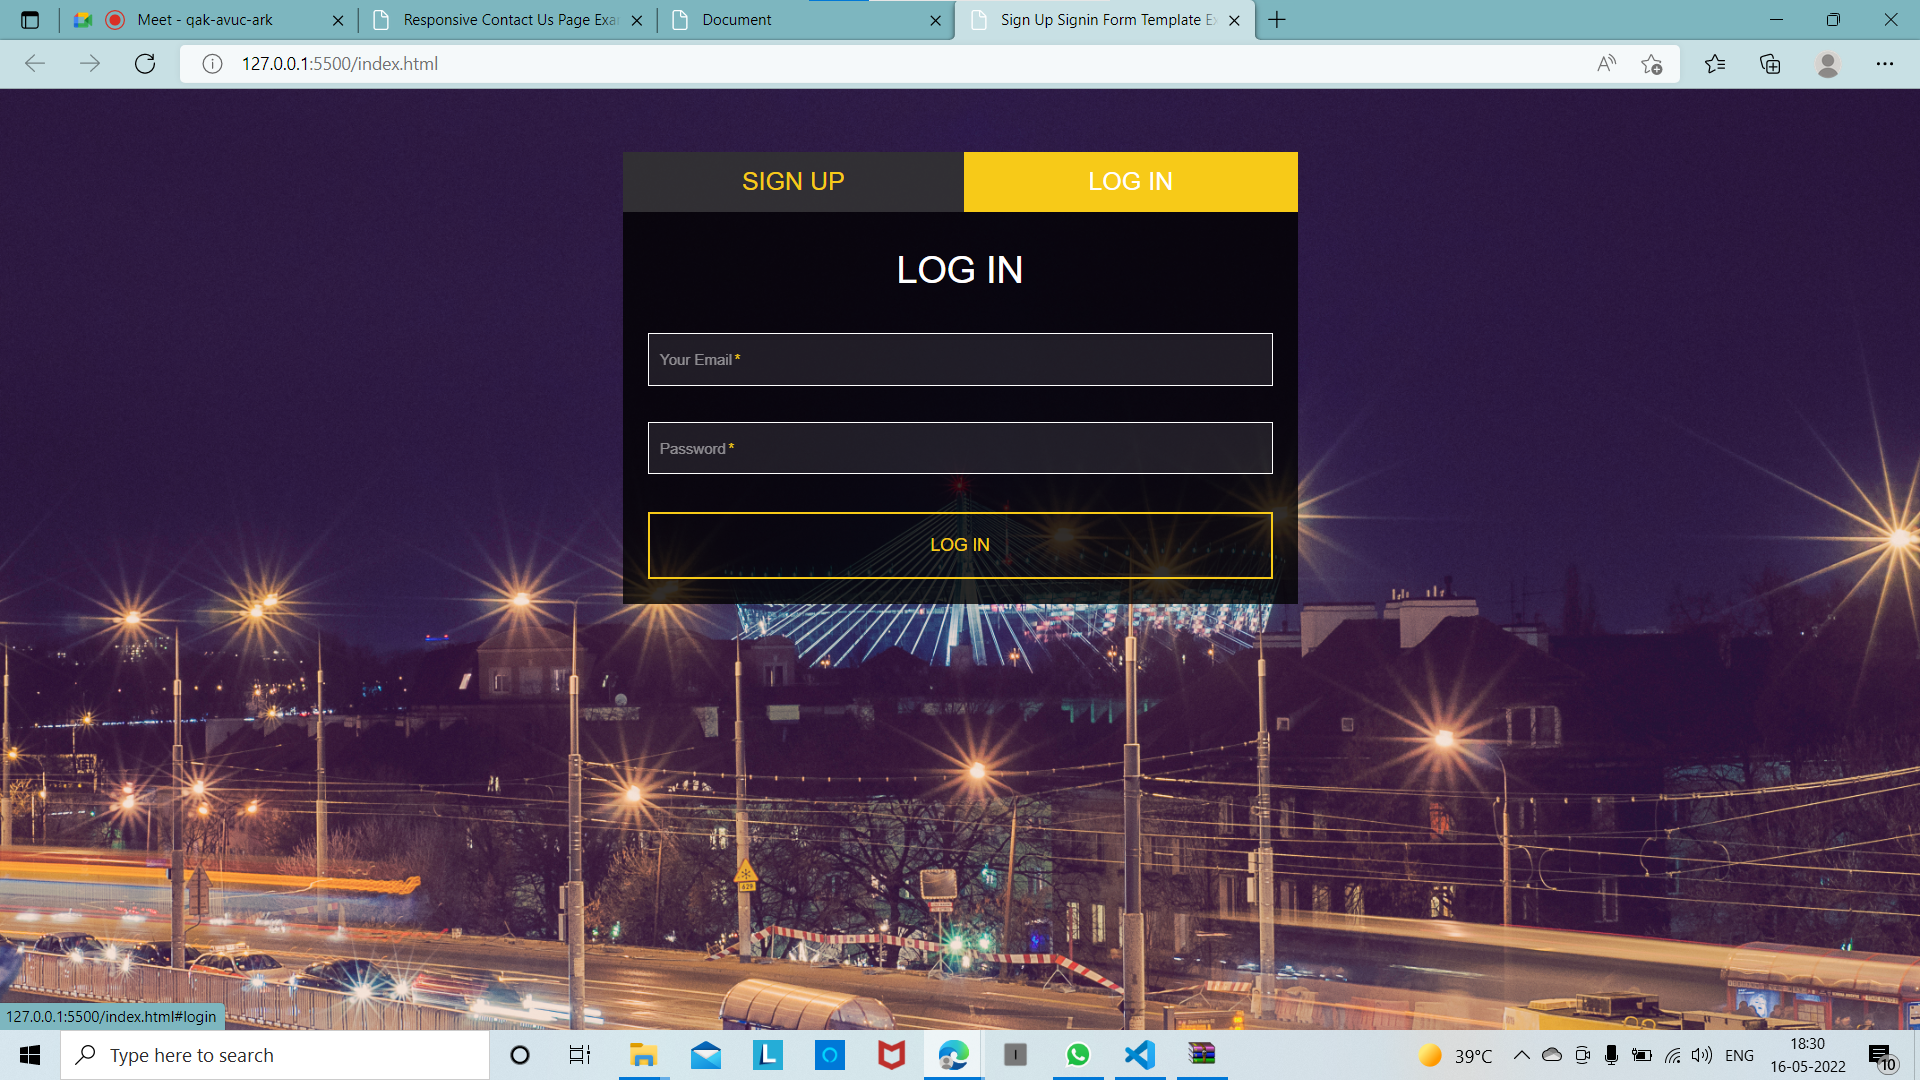 Meet - qak-avuc-ark
Responsive Contact Us Page Exa
Document
Sign Up Signin Form Template Ex
127.0.0.1:5500/index.html
SIGN UP
LOG IN
LOG IN
Your Email*
Password*
LOG IN
629
127.0.0.1:5500/index.html#login
Type here to search
L
I
39°C
ENG
18:30
16-05-2022
10